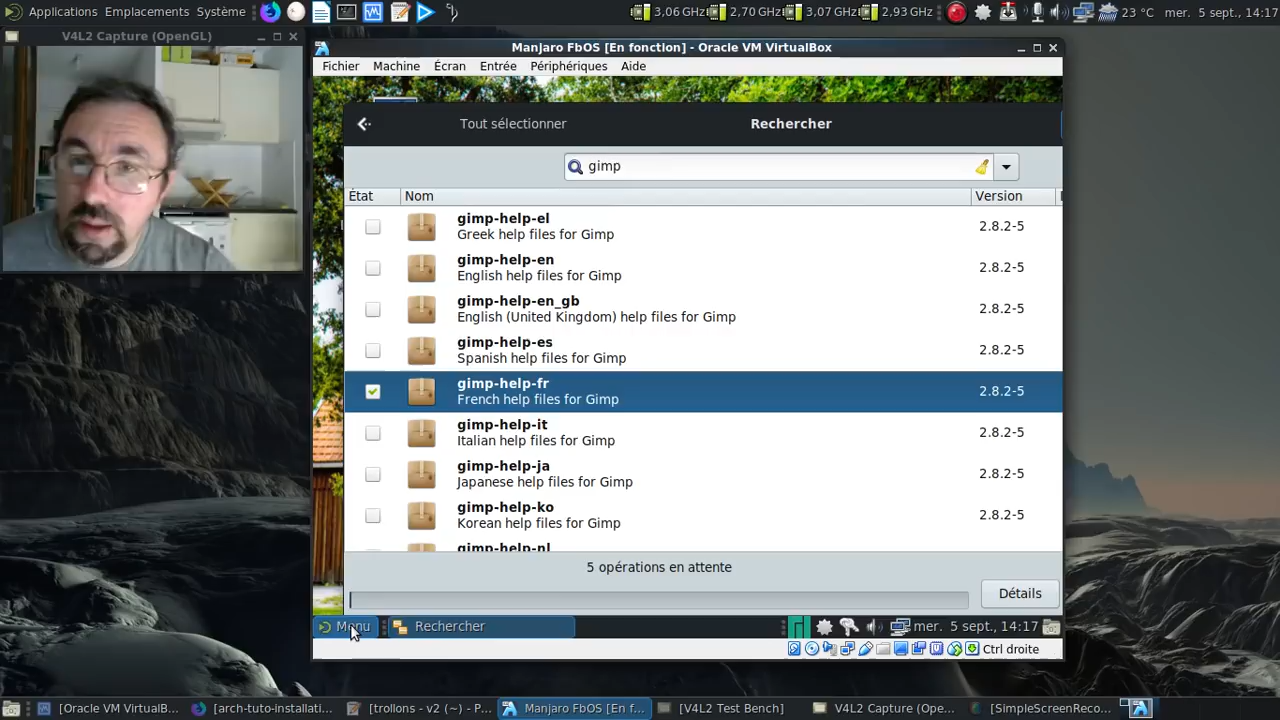 Applications Emplacements Système
3,06 GHz 2,78 GHz 3,07 GHz 2,93 GHz 23 °C mer. 5 sept., 14:17
V4L2 Capture (OpenGL)
Manjaro FbOS [En fonction] - Oracle VM VirtualBox
Fichier Machine Écran Entrée Périphériques Aide
Tout sélectionner Rechercher
gimp
État Nom Version
gimp-help-el
Greek help files for Gimp 2.8.2-5
gimp-help-en
English help files for Gimp 2.8.2-5
gimp-help-en_gb
English (United Kingdom) help files for Gimp 2.8.2-5
gimp-help-es
Spanish help files for Gimp 2.8.2-5
gimp-help-fr
French help files for Gimp 2.8.2-5
gimp-help-it
Italian help files for Gimp 2.8.2-5
gimp-help-ja
Japanese help files for Gimp 2.8.2-5
gimp-help-ko
Korean help files for Gimp 2.8.2-5
gimp-help-nl
5 opérations en attente
Détails
Menu Rechercher mer. 5 sept., 14:17
Ctrl droite
[Oracle VM VirtualB... [arch-tuto-installati... [trollons - v2 (~) - P... Manjaro FbOS [En f... [V4L2 Test Bench] V4L2 Capture (Ope... [SimpleScreenReco...